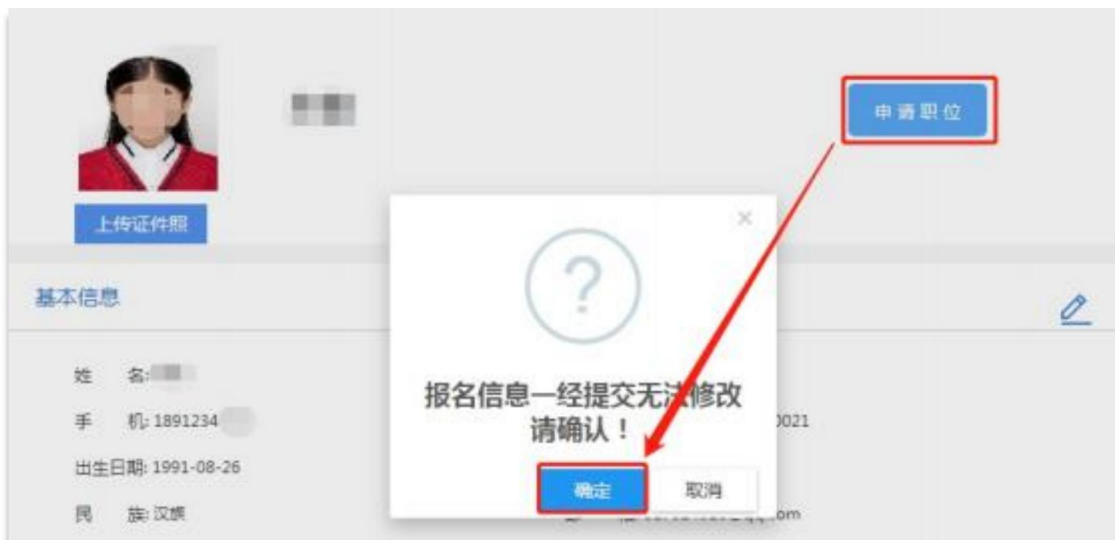 申请职位
上传证件照
基本信息
报名信息一经提交无法修改
请确认！
确定
取消
姓 名:
手 机: 1891234
0021
出生日期: 1991-08-26
民 族: 汉族